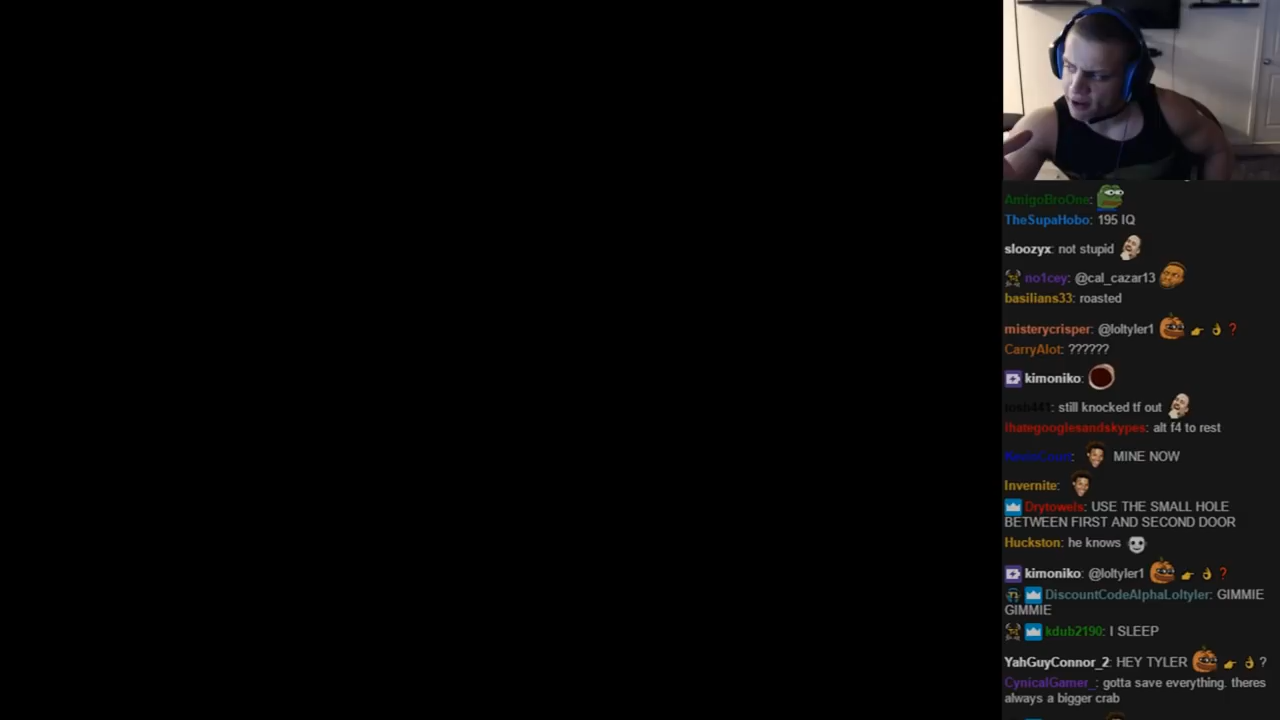 AmigoBroOne:
TheSupaHobo: 195 IQ
sloozyx: not stupid
no1cey: @cal_cazar13
basilians33: roasted
misterycrisper: @loltyler1
CarryAlot: ??????
kimoniko:
: still knocked tf out
Ihategooglesandskypes: alt f4 to rest
: MINE NOW
Invernite:
Drytowels: USE THE SMALL HOLE
BETWEEN FIRST AND SECOND DOOR
Huckston: he knows
kimoniko: @loltyler1
DiscountCodeAlphaLoltyler: GIMMIE
GIMMIE
kdub2190: I SLEEP
YahGuyConnor_2: HEY TYLER ?
CynicalGamer_: gotta save everything. theres
always a bigger crab